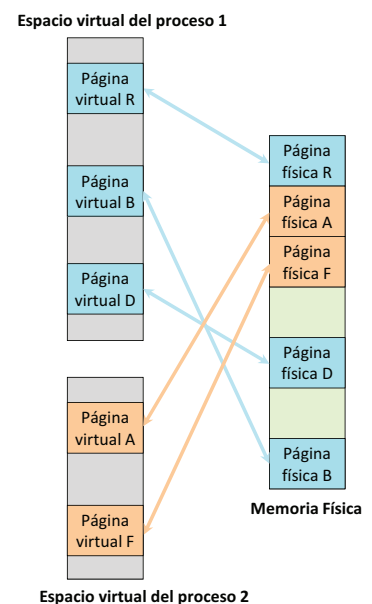 Espacio virtual del proceso 1
Página
virtual R
Página
virtual B
Página
virtual D
Página
virtual A
Página
virtual F
Espacio virtual del proceso 2
Página
física R
Página
física A
Página
física F
Página
física D
Página
física B
Memoria Física